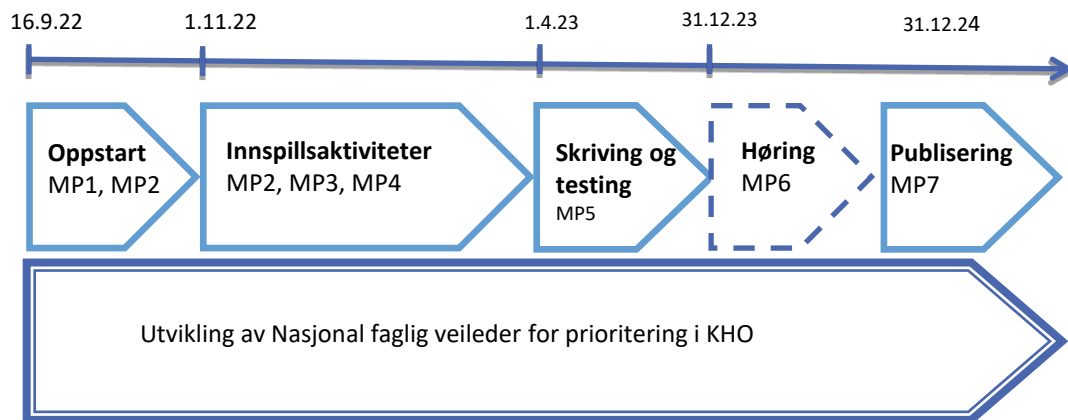 16.9.22
1.11.22
1.4.23
31.12.23
31.12.24
Oppstart
MP1, MP2
Innspillsaktiviteter
MP2, MP3, MP4
Skriving og
testing
MP5
Høring
MP6
Publisering
MP7
Utvikling av Nasjonal faglig veileder for prioritering i KHO